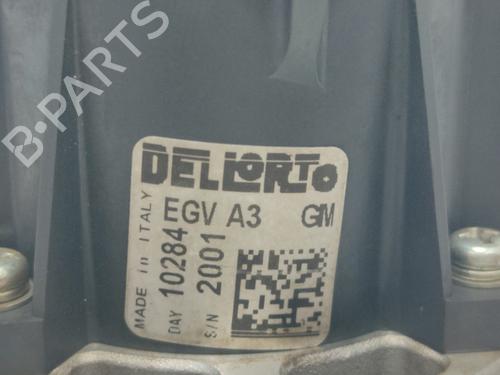 B-PARTS
DELLORTO
EGV A3 GM
MADE in ITALY
DAY 10284
S/N 2001